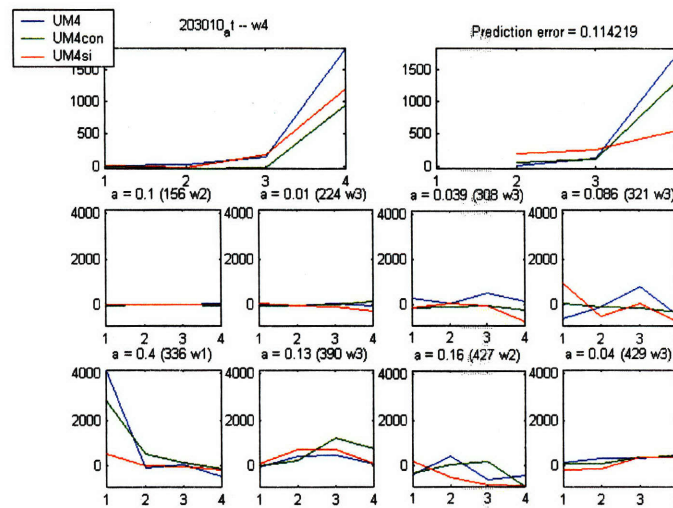 UM4
UM4con
UM4si
203010_at -- w4
Prediction error = 0.114219
1500
1000
500
0
1 2 3 4
1500
1000
500
0
1 2 3
a = 0.1 (156 w2)
a = 0.01 (224 w3)
a = 0.039 (308 w3)
a = 0.086 (321 w3)
4000
2000
0
1 2 3 4
4000
2000
0
1 2 3 4
4000
2000
0
1 2 3 4
4000
2000
0
1 2 3 4
a = 0.4 (336 w1)
a = 0.13 (390 w3)
a = 0.16 (427 w2)
a = 0.04 (429 w3)
4000
2000
0
1 2 3 4
4000
2000
0
1 2 3 4
4000
2000
0
1 2 3 4
4000
2000
0
1 2 3 4